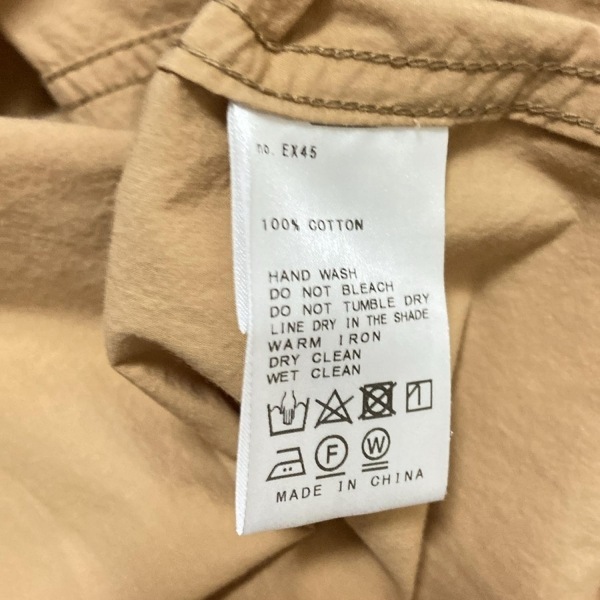 no. EX45
100% COTTON
HAND WASH
DO NOT BLEACH
DO NOT TUMBLE DRY
LINE DRY IN THE SHADE
WARM IRON
DRY CLEAN
WET CLEAN
F W
MADE IN CHINA